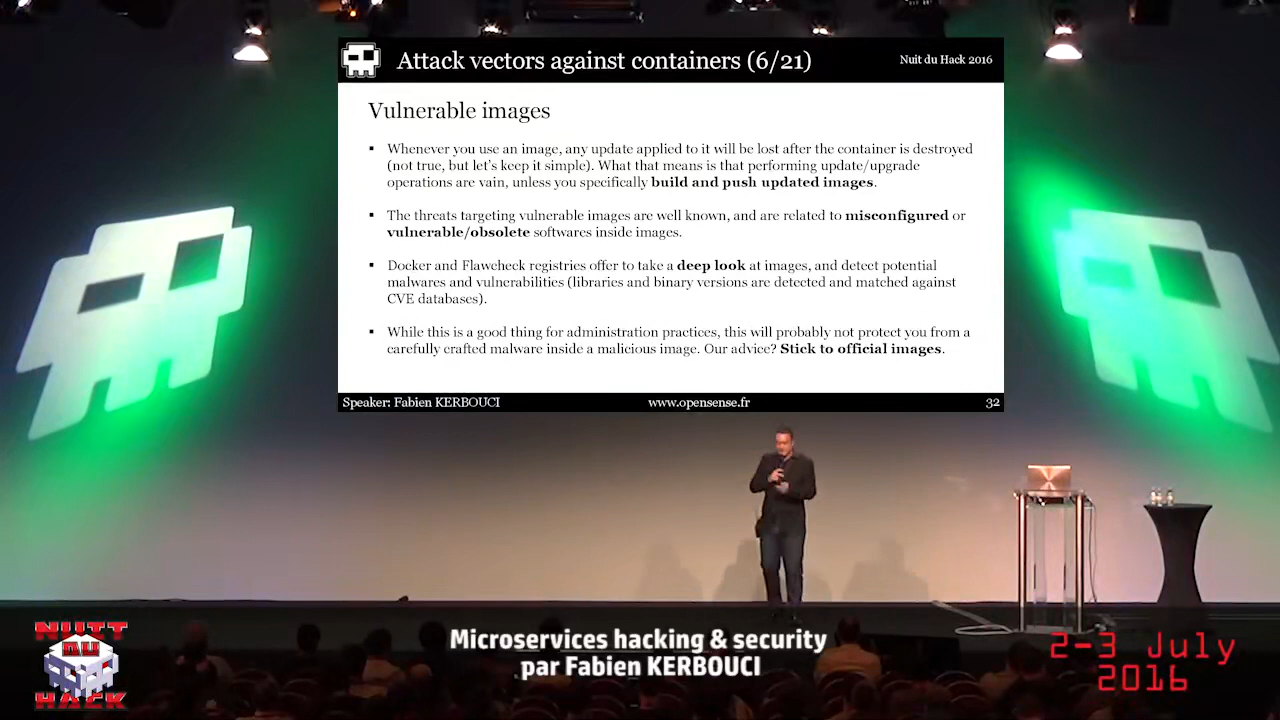 Attack vectors against containers (6/21)
Nuit du Hack 2016
Vulnerable images
▪ Whenever you use an image, any update applied to it will be lost after the container is destroyed
(not true, but let's keep it simple). What that means is that performing update/upgrade
operations are vain, unless you specifically build and push updated images.
▪ The threats targeting vulnerable images are well known, and are related to misconfigured or
vulnerable/obsolete softwares inside images.
▪ Docker and Flawcheck registries offer to take a deep look at images, and detect potential
malwares and vulnerabilities (libraries and binary versions are detected and matched against
CVE databases).
▪ While this is a good thing for administration practices, this will probably not protect you from a
carefully crafted malware inside a malicious image. Our advice? Stick to official images.
Speaker: Fabien KERBOUCI
www.opensense.fr
32
NUIT
DU
HACK
Microservices hacking & security
par Fabien KERBOUCI
2-3 July
2016